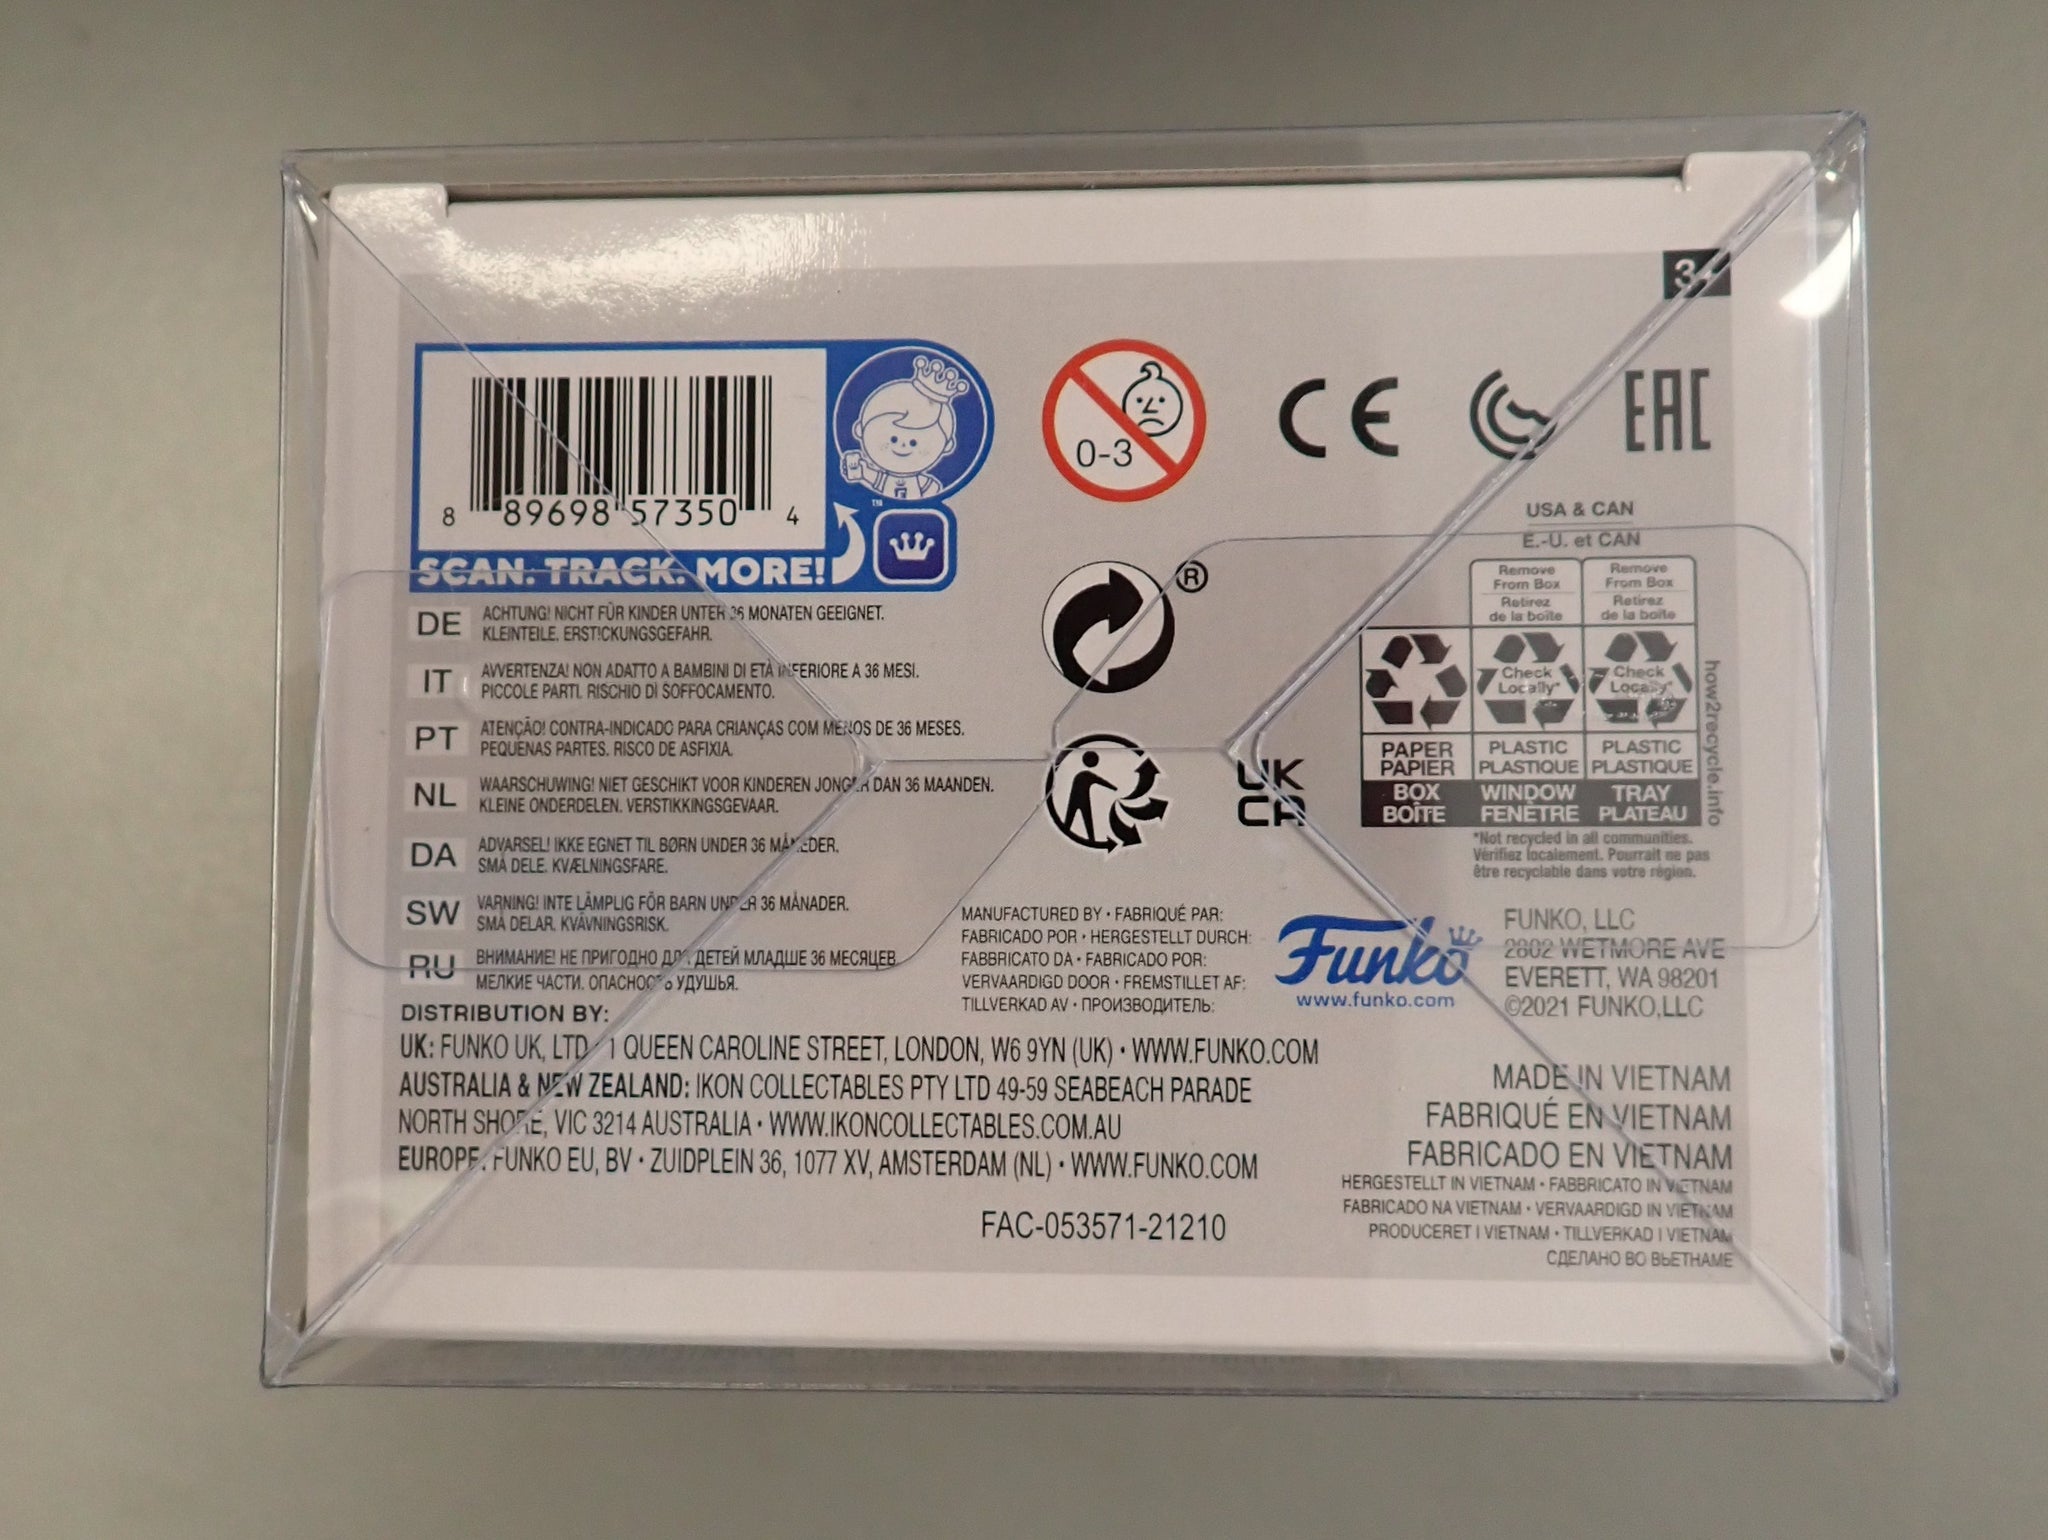 3+
8 89698 57350 4
™
SCAN. TRACK. MORE!
0-3
CE
EAC
®
UK
CA
USA & CAN
E.-U. et CAN
Remove From Box
Retirez de la boîte
Remove From Box
Retirez de la boîte
Check Locally*
Check Locally*
PAPER PAPIER
PLASTIC PLASTIQUE
PLASTIC PLASTIQUE
BOX BOÎTE
WINDOW FENÊTRE
TRAY PLATEAU
how2recycle.info
*Not recycled in all communities.
Vérifiez localement. Pourrait ne pas
être recyclable dans votre région.
DE ACHTUNG! NICHT FÜR KINDER UNTER 36 MONATEN GEEIGNET.
KLEINTEILE. ERSTICKUNGSGEFAHR.
IT AVVERTENZA! NON ADATTO A BAMBINI DI ETÀ INFERIORE A 36 MESI.
PICCOLE PARTI. RISCHIO DI SOFFOCAMENTO.
PT ATENÇÃO! CONTRA-INDICADO PARA CRIANÇAS COM MENOS DE 36 MESES.
PEQUENAS PARTES. RISCO DE ASFIXIA.
NL WAARSCHUWING! NIET GESCHIKT VOOR KINDEREN JONGER DAN 36 MAANDEN.
KLEINE ONDERDELEN. VERSTIKKINGSGEVAAR.
DA ADVARSEL! IKKE EGNET TIL BØRN UNDER 36 MÅNEDER.
SMÅ DELE. KVÆLNINGSFARE.
SW VARNING! INTE LÄMPLIG FÖR BARN UNDER 36 MÅNADER.
SMÅ DELAR. KVÄVNINGSRISK.
RU ВНИМАНИЕ! НЕ ПРИГОДНО ДЛЯ ДЕТЕЙ МЛАДШЕ 36 МЕСЯЦЕВ.
МЕЛКИЕ ЧАСТИ. ОПАСНОСТЬ УДУШЬЯ.
MANUFACTURED BY • FABRIQUÉ PAR:
FABRICADO POR • HERGESTELLT DURCH:
FABBRICATO DA • FABRICADO POR:
VERVAARDIGD DOOR • FREMSTILLET AF:
TILLVERKAD AV • ПРОИЗВОДИТЕЛЬ:
Funko
www.funko.com
FUNKO, LLC
2802 WETMORE AVE
EVERETT, WA 98201
©2021 FUNKO,LLC
DISTRIBUTION BY:
UK: FUNKO UK, LTD. 1 QUEEN CAROLINE STREET, LONDON, W6 9YN (UK) • WWW.FUNKO.COM
AUSTRALIA & NEW ZEALAND: IKON COLLECTABLES PTY LTD 49-59 SEABEACH PARADE
NORTH SHORE, VIC 3214 AUSTRALIA • WWW.IKONCOLLECTABLES.COM.AU
EUROPE: FUNKO EU, BV • ZUIDPLEIN 36, 1077 XV, AMSTERDAM (NL) • WWW.FUNKO.COM
MADE IN VIETNAM
FABRIQUÉ EN VIETNAM
FABRICADO EN VIETNAM
HERGESTELLT IN VIETNAM • FABBRICATO IN VIETNAM
FABRICADO NA VIETNAM • VERVAARDIGD IN VIETNAM
PRODUCERET I VIETNAM • TILLVERKAD I VIETNAM
СДЕЛАНО ВО ВЬЕТНАМЕ
FAC-053571-21210